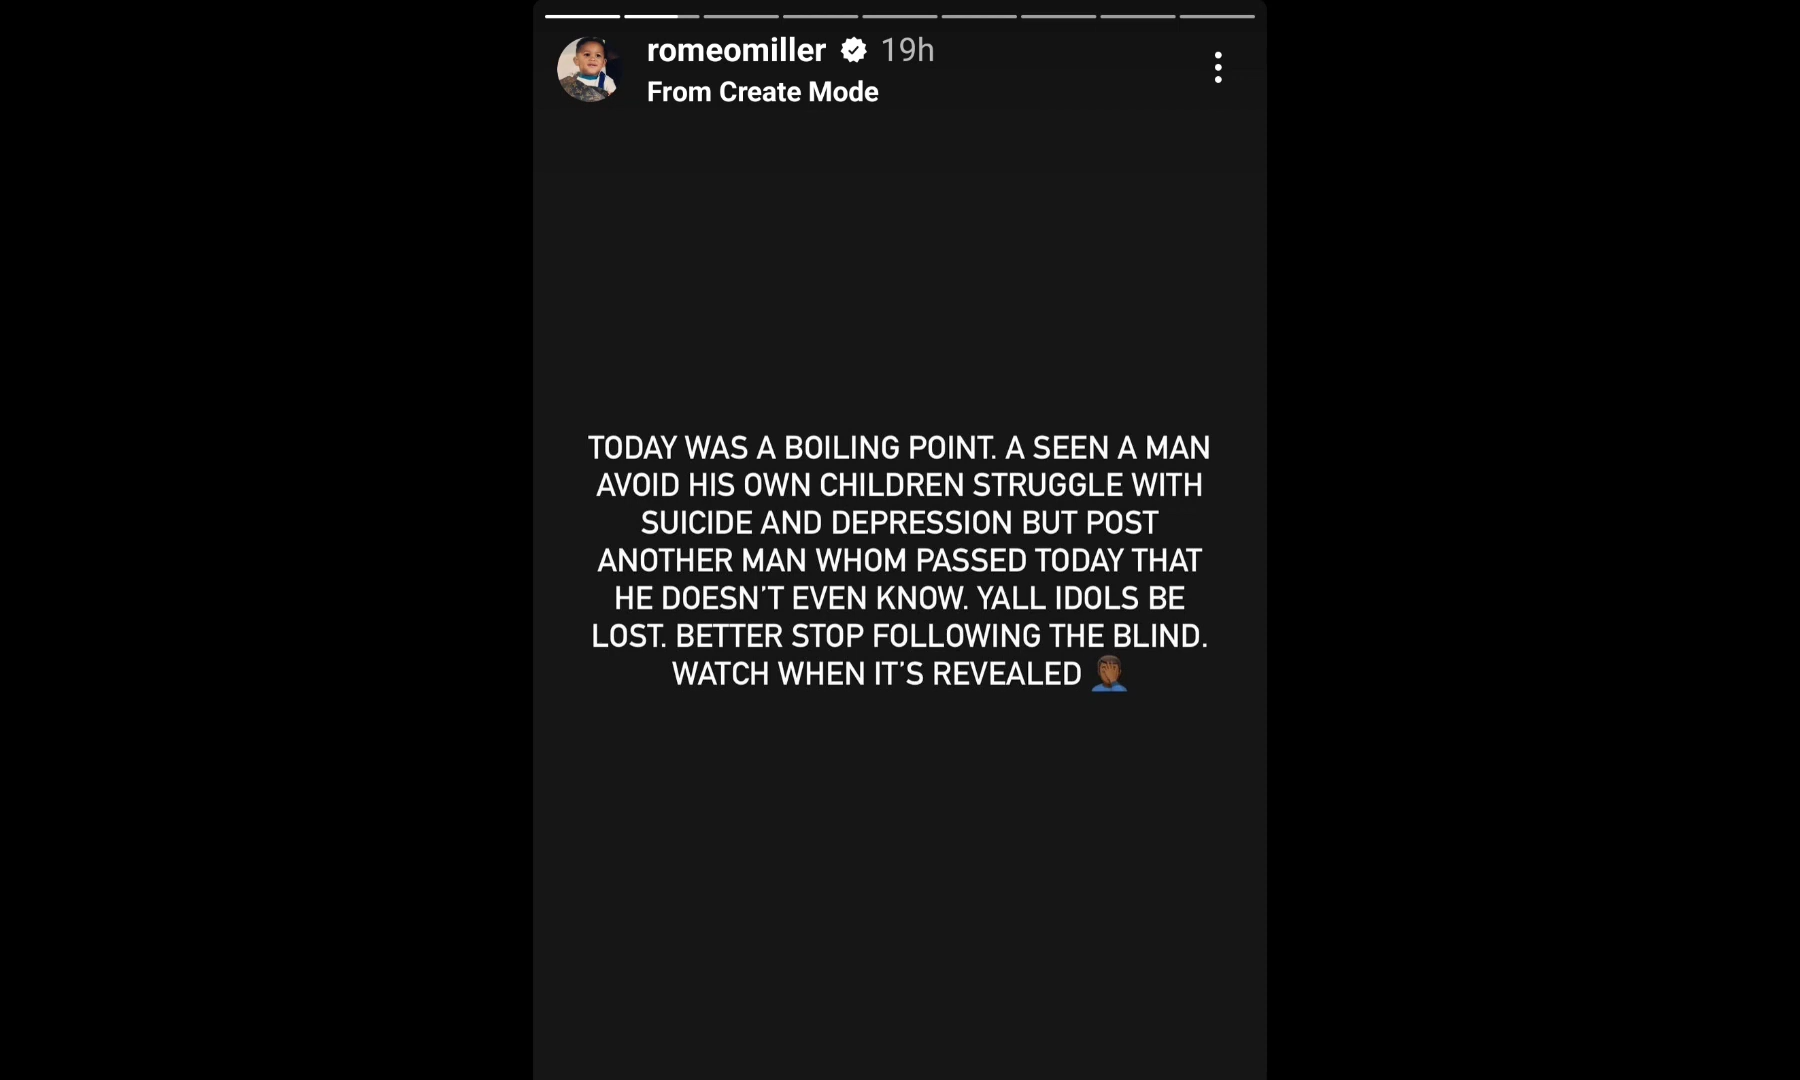 romeomiller 19h
From Create Mode
TODAY WAS A BOILING POINT. A SEEN A MAN
AVOID HIS OWN CHILDREN STRUGGLE WITH
SUICIDE AND DEPRESSION BUT POST
ANOTHER MAN WHOM PASSED TODAY THAT
HE DOESN'T EVEN KNOW. YALL IDOLS BE
LOST. BETTER STOP FOLLOWING THE BLIND.
WATCH WHEN IT'S REVEALED 🤦🏾‍♂️